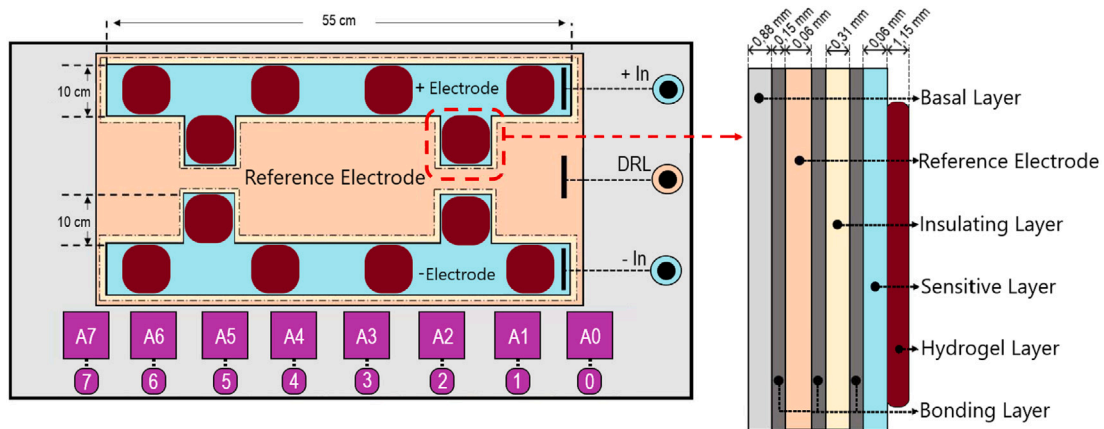 55 cm
10 cm
+ Electrode
+ In
Reference Electrode
DRL
10 cm
-Electrode
- In
A7 A6 A5 A4 A3 A2 A1 A0
7 6 5 4 3 2 1 0
0,88 mm 0,15 mm 0,06 mm 0,31 mm 0,06 mm 1,15 mm
Basal Layer
Reference Electrode
Insulating Layer
Sensitive Layer
Hydrogel Layer
Bonding Layer